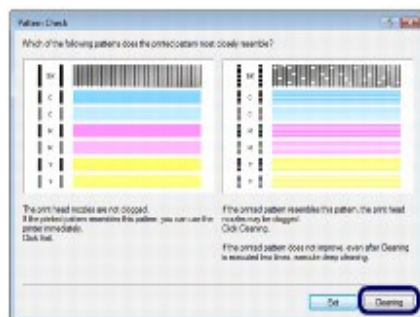 Pattern Check
Which of the following patterns does the printed pattern most closely resemble?
BK
C
C
M
M
Y
Y
BK
C
C
M
M
Y
Y
The print head nozzles are not clogged.
If the printed pattern resembles this pattern, you can use the
printer immediately.
Click Exit.
If the printed pattern resembles this pattern, the print head
nozzles may be clogged.
Click Cleaning.
If the printed pattern does not improve, even after Cleaning
is executed two times, execute deep cleaning.
Exit
Cleaning